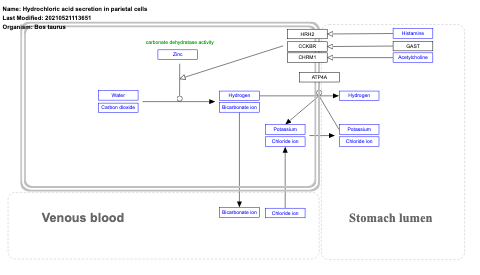 Name: Hydrochloric acid secretion in parietal cells
Last Modified: 20210521113651
Organism: Bos taurus
HRH2
Histamine
carbonate dehydratase activity
CCKBR
GAST
Zinc
CHRM1
Acetylcholine
ATP4A
Water
Hydrogen
Hydrogen
Carbon dioxide
Bicarbonate ion
Potassium
Potassium
Chloride ion
Chloride ion
Bicarbonate ion
Chloride ion
Venous blood
Stomach lumen